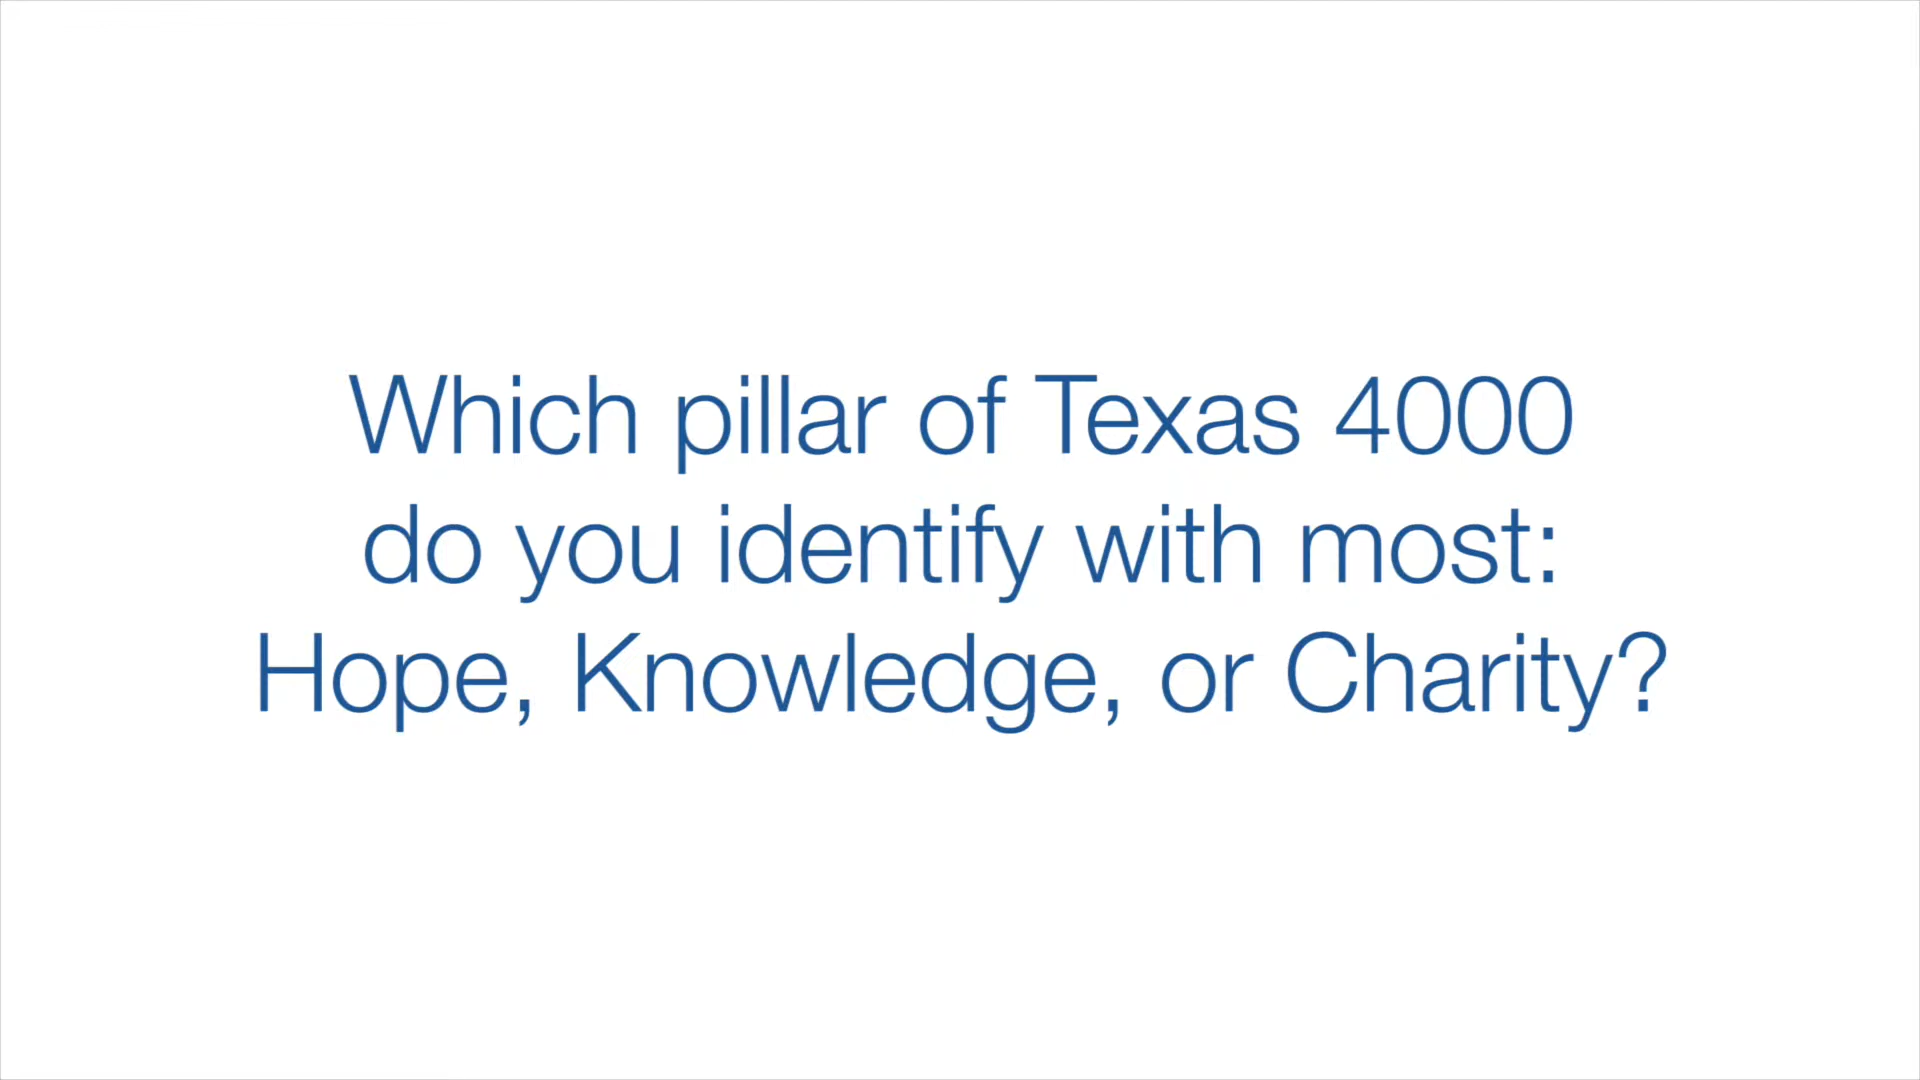 Which pillar of Texas 4000
do you identify with most:
Hope, Knowledge, or Charity?